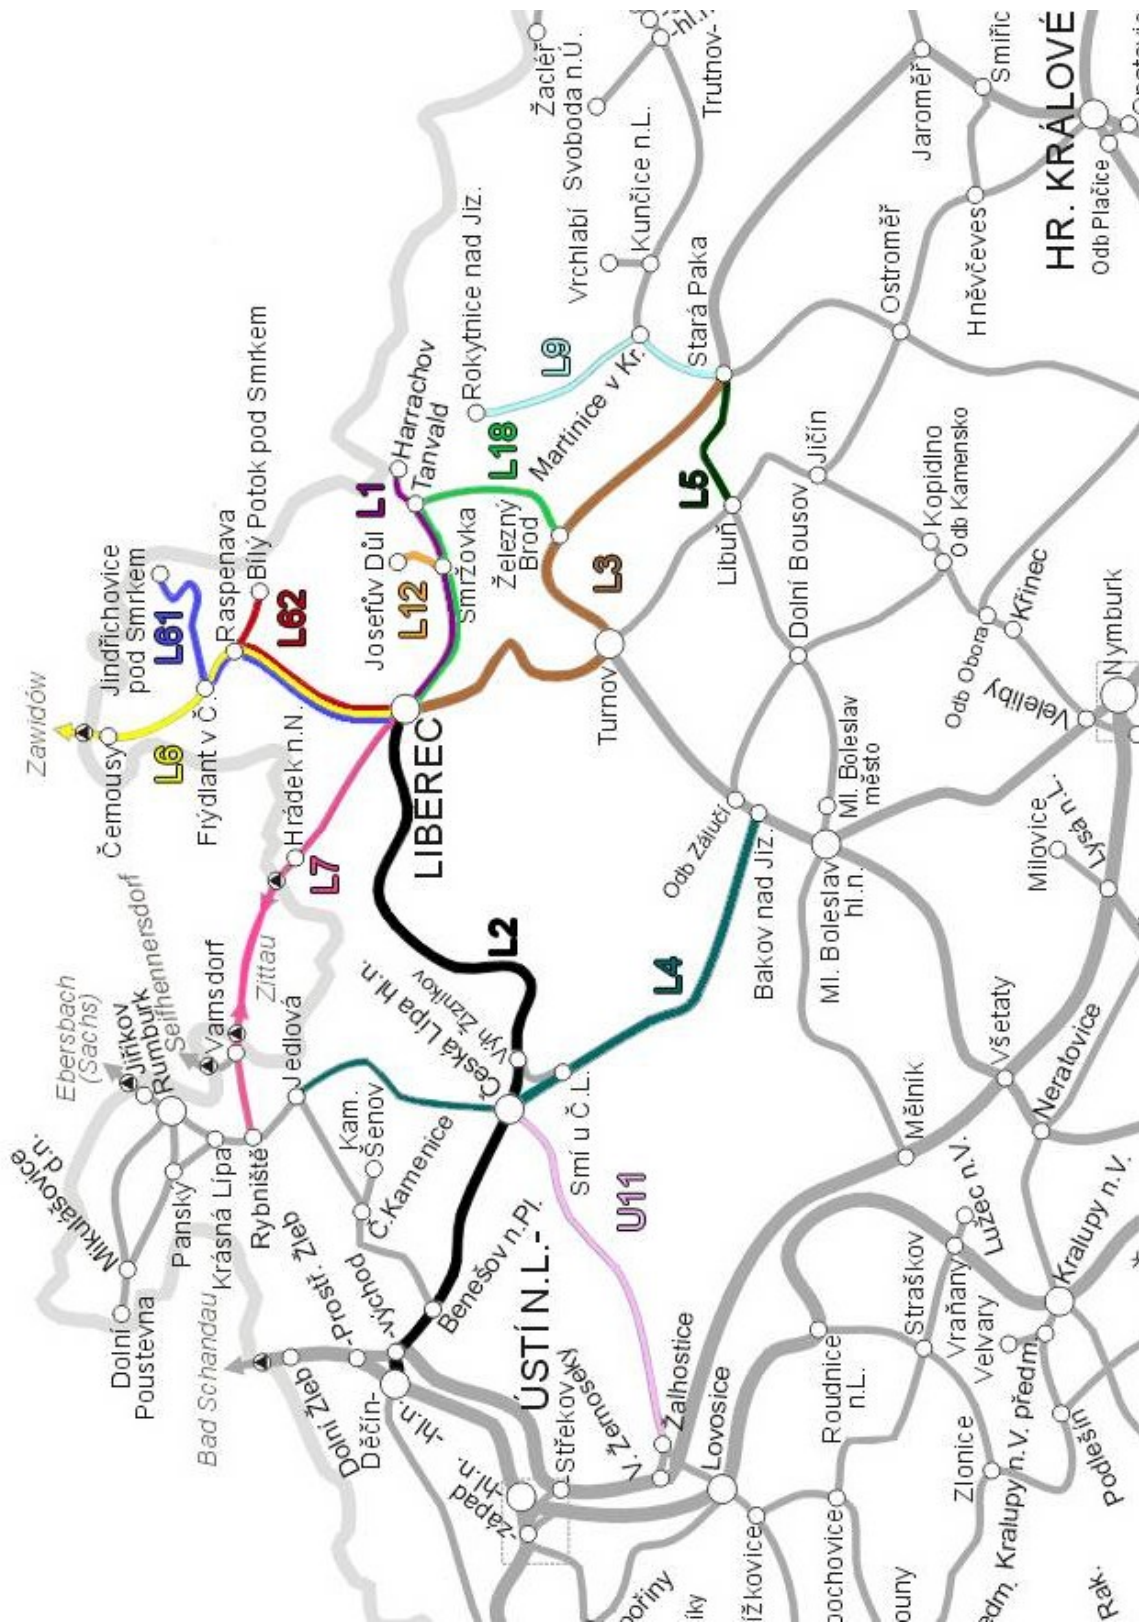 Ebersbach
(Sachs)
Jiříkov
Rumburk
Seifhennersdorf
Varnsdorf
Zittau
Jedlová
Mikulášovice
d.n.
Panský
Krásná Lípa
Rybniště
Dolní
Poustevna
Bad Schandau
Dolní Žleb
-Prostř. Žleb
-východ
Děčín-
-hl.n.
Kam.
Šenov
Č.Kamenice
Benešov n.Pl.
ÚSTÍ N.L.-
-západ
-hl.n.
Střekov
V. Žernoseky
Žalhostice
Lovosice
Zawidów
Černousy
L6
Frýdlant v Č.
Jindřichovice
pod Smrkem
L61
Raspenava
Bílý Potok pod Smrkem
L62
Hrádek n.N.
L7
LIBEREC
L2
Česká Lípa hl.n.
Výh Žizníkov
Smí u Č.L.
U11
L4
Josefův Důl
L12
L1
Harrachov
Tanvald
Smržovka
L18
Železný
Brod
L3
Turnov
Rokytnice nad Jiz.
L9
Martinice v Kr.
Stará Paka
L5
Libuň
Vrchlabí
Kunčice n.L.
Svoboda n.Ú.
Žacléř
Trutnov-
-hl.n.
Jaroměř
HR. KRÁLOVÉ
Odb Plačice
Hněvčeves
Ostroměř
Jičín
Kopidlno
Odb Kamensko
Dolní Bousov
Křinec
Odb Obora
Veleliby
Nymburk
Odb Zálučí
Bakov nad Jiz.
Ml. Boleslav
město
Ml. Boleslav
hl.n.
Milovice
Lysá n.L.
Všetaty
Neratovice
Mělník
Lužec n.V.
Vraňany
Straškov
Velvary
Kralupy n.V.
Kralupy n.V. předm.
Roudnice
n.L.
Zlonice
Podlešín
Rak.